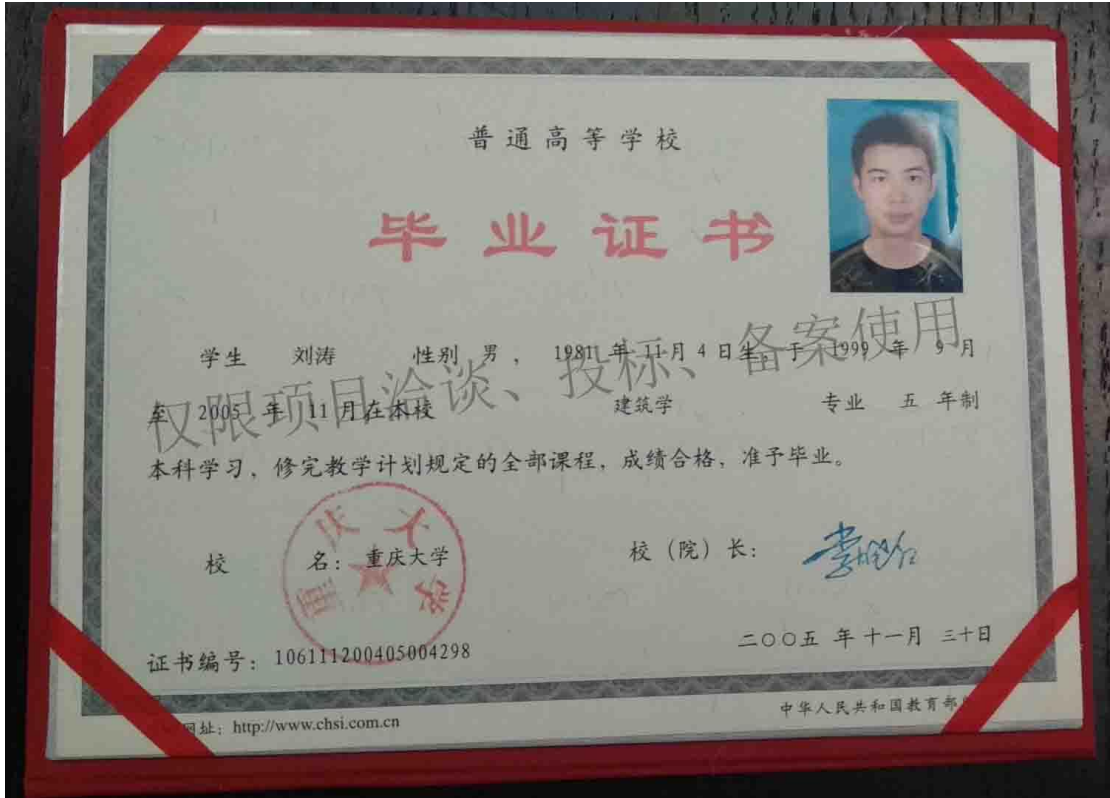 普通高等学校
毕业证书
学生 刘涛 性别 男， 1981 年 11月 4 日生，于 1999 年 9 月
至 2005 年 11 月在本校 建筑学 专业 五 年制
本科学习，修完教学计划规定的全部课程，成绩合格，准予毕业。
仅限项目洽谈、投标、备案使用
校 名：重庆大学 校（院）长：
重庆大学
二〇〇五 年 十一月 三十日
证书编号：106111200405004298
网址：http://www.chsi.com.cn
中华人民共和国教育部